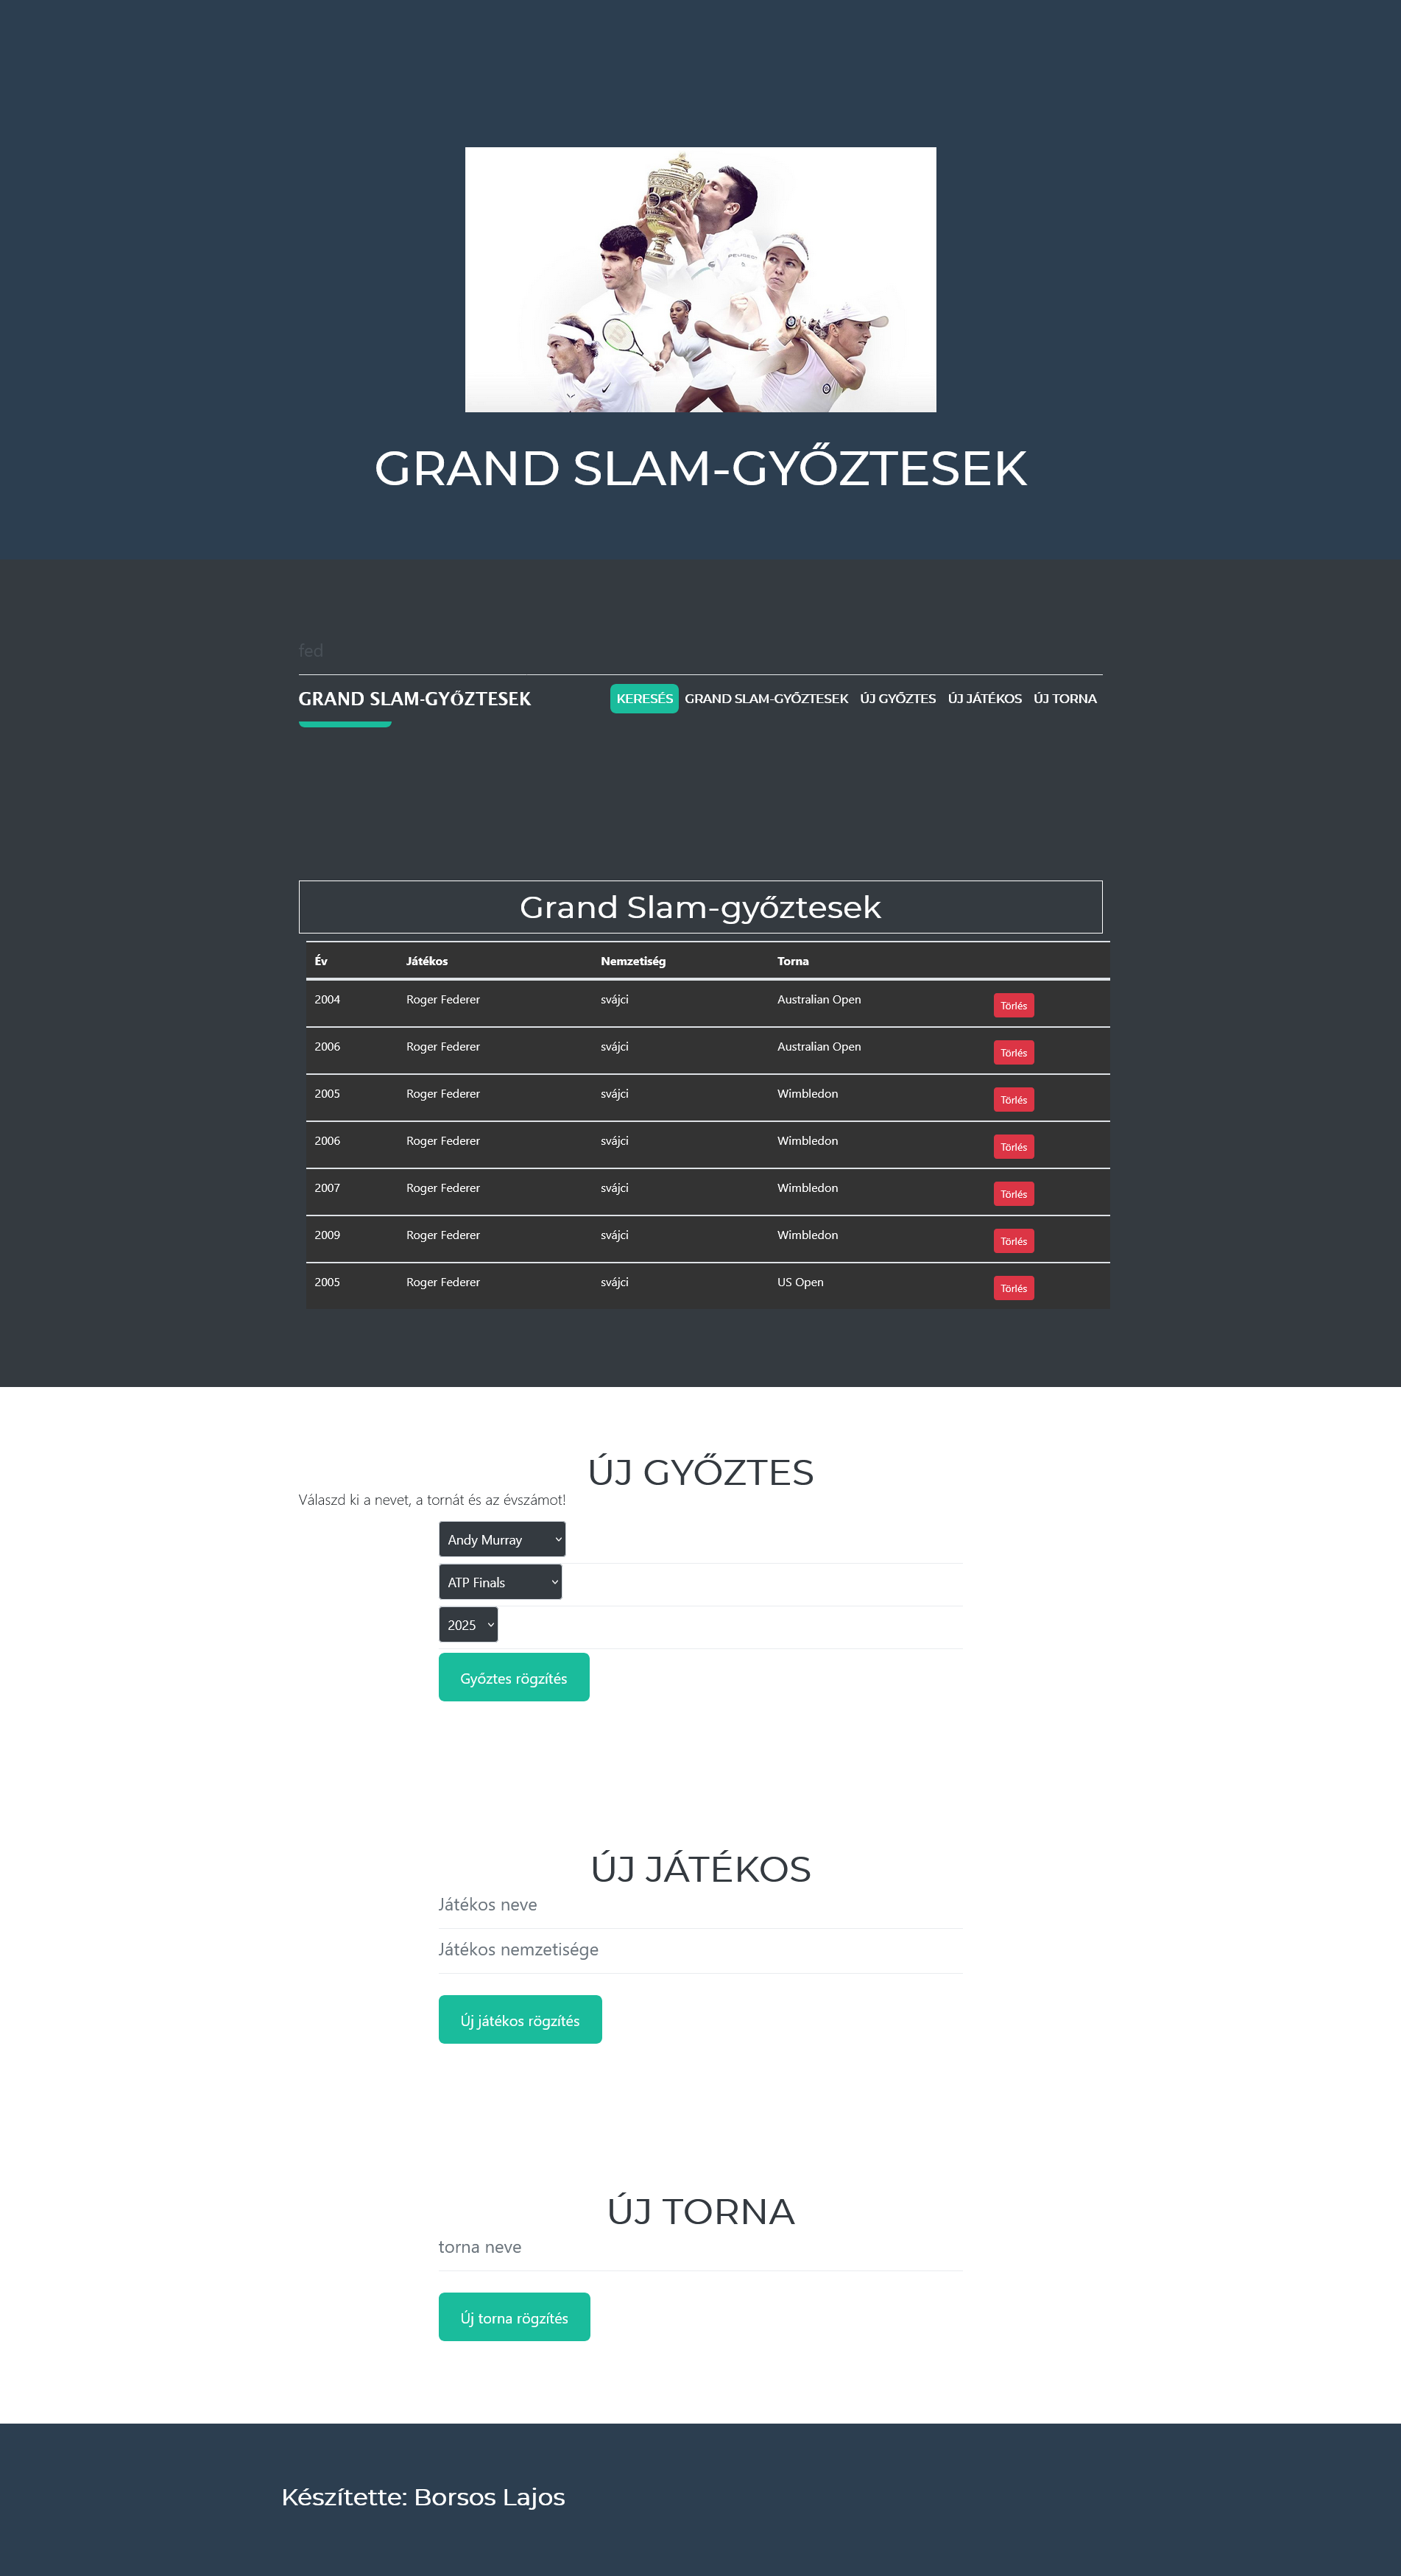 PEUGEOT
GRAND SLAM-GYŐZTESEK
fed
GRAND SLAM-GYŐZTESEK KERESÉS GRAND SLAM-GYŐZTESEK ÚJ GYŐZTES ÚJ JÁTÉKOS ÚJ TORNA
Grand Slam-győztesek
Év Játékos Nemzetiség Torna
2004 Roger Federer svájci Australian Open Törlés
2006 Roger Federer svájci Australian Open Törlés
2005 Roger Federer svájci Wimbledon Törlés
2006 Roger Federer svájci Wimbledon Törlés
2007 Roger Federer svájci Wimbledon Törlés
2009 Roger Federer svájci Wimbledon Törlés
2005 Roger Federer svájci US Open Törlés
ÚJ GYŐZTES
Válaszd ki a nevet, a tornát és az évszámot!
Andy Murray
ATP Finals
2025
Győztes rögzítés
ÚJ JÁTÉKOS
Játékos neve
Játékos nemzetisége
Új játékos rögzítés
ÚJ TORNA
torna neve
Új torna rögzítés
Készítette: Borsos Lajos